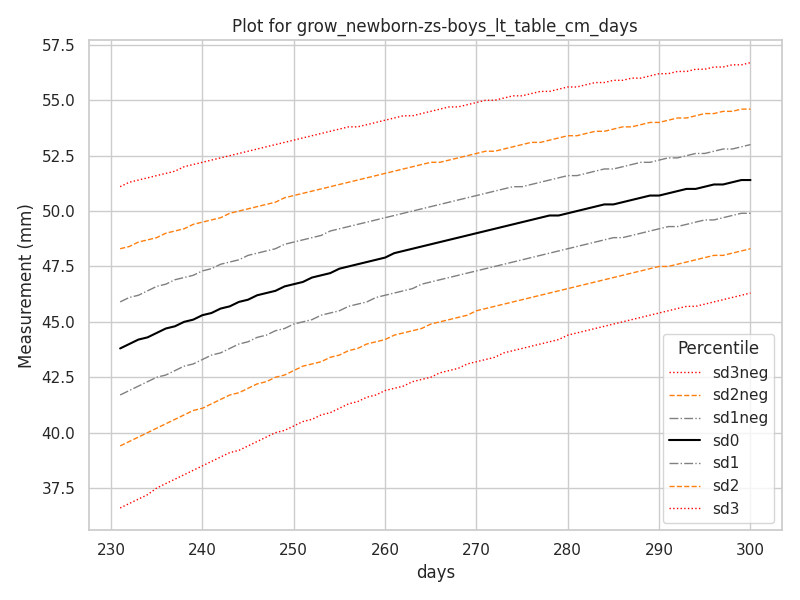 Plot for grow_newborn-zs-boys_lt_table_cm_days
Measurement (mm)
57.5
55.0
52.5
50.0
47.5
45.0
42.5
40.0
37.5
Percentile
sd3neg
sd2neg
sd1neg
sd0
sd1
sd2
sd3
230 240 250 260 270 280 290 300
days